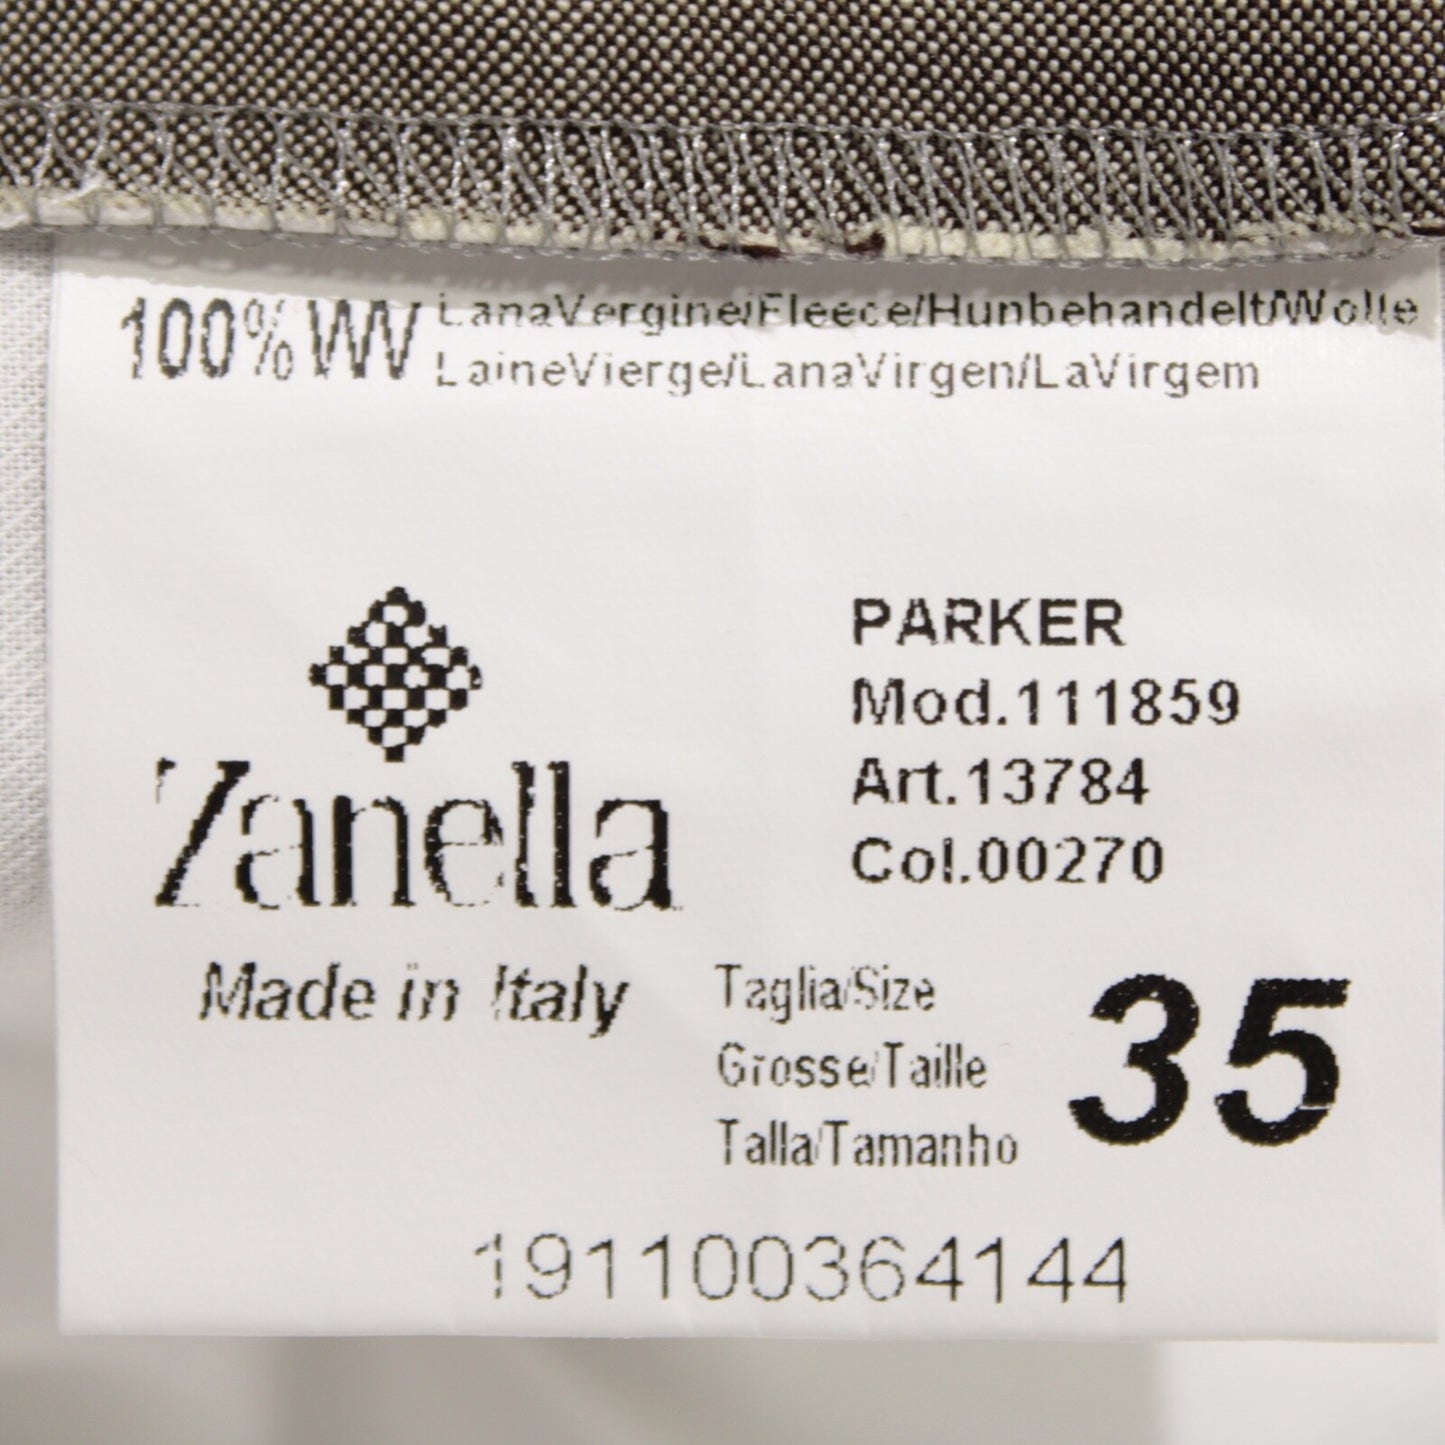 100% WV LanaVergine/Fleece/Hunbehandelt/Wolle
LaineVierge/LanaVirgen/LaVirgem
Zanella
Made in Italy
PARKER
Mod.111859
Art.13784
Col.00270
Taglia/Size
Grosse/Taille
Talla/Tamanho
35
191100364144